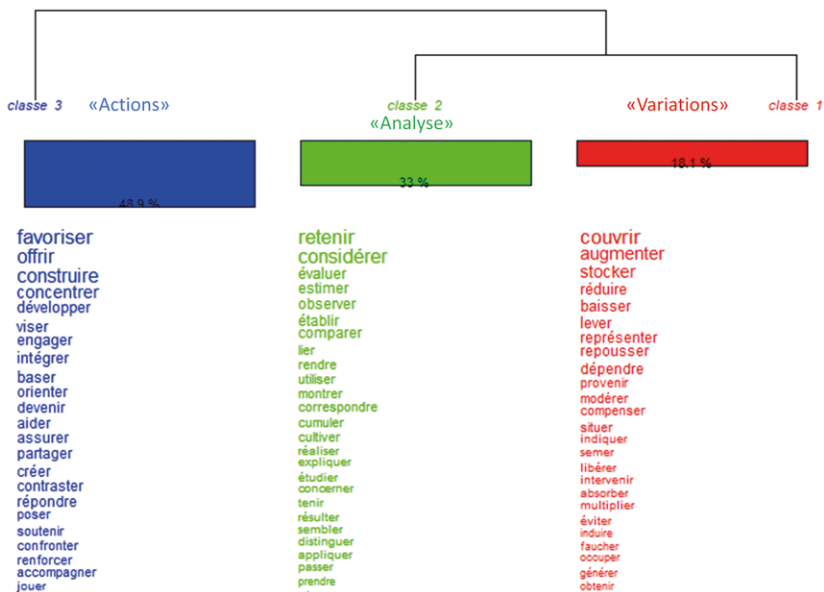 classe 3 «Actions»
48.9 %
favoriser
offrir
construire
concentrer
développer
viser
engager
intégrer
baser
orienter
devenir
aider
assurer
partager
créer
contraster
répondre
poser
soutenir
confronter
renforcer
accompagner
jouer
classe 2
«Analyse»
33 %
retenir
considérer
évaluer
estimer
observer
établir
comparer
lier
rendre
utiliser
montrer
correspondre
cumuler
cultiver
réaliser
expliquer
étudier
concerner
tenir
résulter
sembler
distinguer
appliquer
passer
prendre
«Variations» classe 1
18.1 %
couvrir
augmenter
stocker
réduire
baisser
lever
représenter
repousser
dépendre
provenir
modérer
compenser
situer
indiquer
semer
libérer
intervenir
absorber
multiplier
éviter
induire
faucher
occuper
générer
obtenir